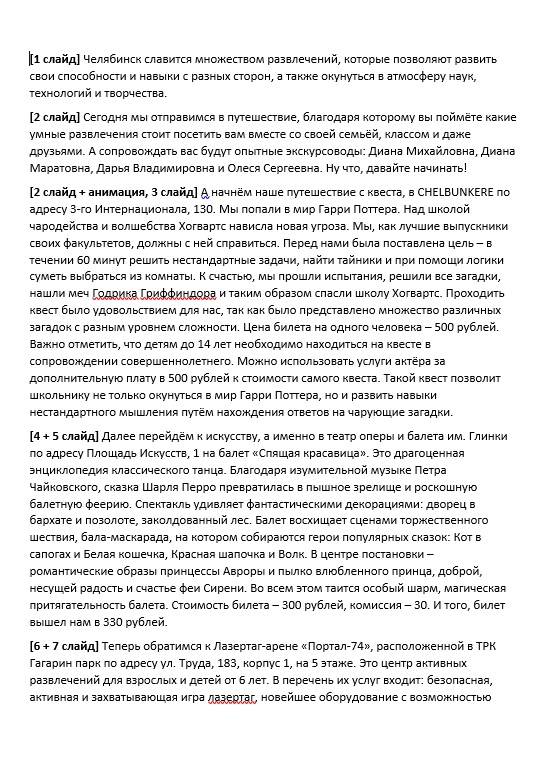 [1 слайд] Челябинск славится множеством развлечений, которые позволяют развить
свои способности и навыки с разных сторон, а также окунуться в атмосферу наук,
технологий и творчества.
[2 слайд] Сегодня мы отправимся в путешествие, благодаря которому вы поймёте какие
умные развлечения стоит посетить вам вместе со своей семьёй, классом и даже
друзьями. А сопровождать вас будут опытные экскурсоводы: Диана Михайловна, Диана
Маратовна, Дарья Владимировна и Олеся Сергеевна. Ну что, давайте начинать!
[2 слайд + анимация, 3 слайд] А начнём наше путешествие с квеста, в CHELBUNKERE по
адресу 3-го Интернационала, 130. Мы попали в мир Гарри Поттера. Над школой
чародейства и волшебства Хогвартс нависла новая угроза. Мы, как лучшие выпускники
своих факультетов, должны с ней справиться. Перед нами была поставлена цель – в
течении 60 минут решить нестандартные задачи, найти тайники и при помощи логики
суметь выбраться из комнаты. К счастью, мы прошли испытания, решили все загадки,
нашли меч Годрика Гриффиндора и таким образом спасли школу Хогвартс. Проходить
квест было удовольствием для нас, так как было представлено множество различных
загадок с разным уровнем сложности. Цена билета на одного человека – 500 рублей.
Важно отметить, что детям до 14 лет необходимо находиться на квесте в
сопровождении совершеннолетнего. Можно использовать услуги актёра за
дополнительную плату в 500 рублей к стоимости самого квеста. Такой квест позволит
школьнику не только окунуться в мир Гарри Поттера, но и развить навыки
нестандартного мышления путём нахождения ответов на чарующие загадки.
[4 + 5 слайд] Далее перейдём к искусству, а именно в театр оперы и балета им. Глинки
по адресу Площадь Искусств, 1 на балет «Спящая красавица». Это драгоценная
энциклопедия классического танца. Благодаря изумительной музыке Петра
Чайковского, сказка Шарля Перро превратилась в пышное зрелище и роскошную
балетную феерию. Спектакль удивляет фантастическими декорациями: дворец в
бархате и позолоте, заколдованный лес. Балет восхищает сценами торжественного
шествия, бала-маскарада, на котором собираются герои популярных сказок: Кот в
сапогах и Белая кошечка, Красная шапочка и Волк. В центре постановки –
романтические образы принцессы Авроры и пылко влюбленного принца, доброй,
несущей радость и счастье феи Сирени. Во всем этом таится особый шарм, магическая
притягательность балета. Стоимость билета – 300 рублей, комиссия – 30. И того, билет
вышел нам в 330 рублей.
[6 + 7 слайд] Теперь обратимся к Лазертаг-арене «Портал-74», расположенной в ТРК
Гагарин парк по адресу ул. Труда, 183, корпус 1, на 5 этаже. Это центр активных
развлечений для взрослых и детей от 6 лет. В перечень их услуг входит: безопасная,
активная и захватывающая игра лазертаг, новейшее оборудование с возможностью